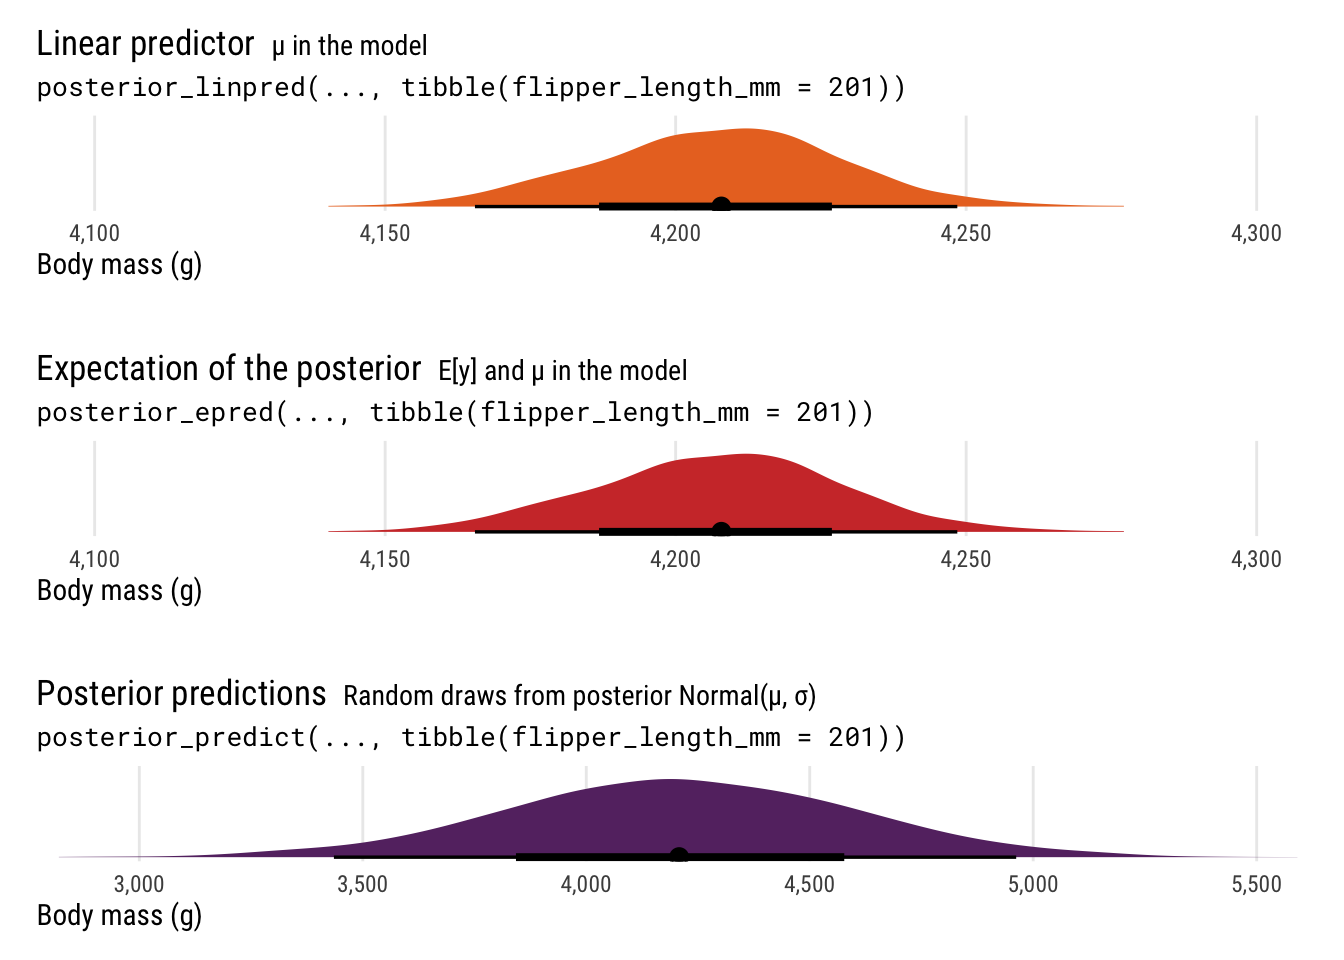 Linear predictor μ in the model
posterior_linpred(..., tibble(flipper_length_mm = 201))
4,100 4,150 4,200 4,250 4,300
Body mass (g)
Expectation of the posterior E[y] and μ in the model
posterior_epred(..., tibble(flipper_length_mm = 201))
4,100 4,150 4,200 4,250 4,300
Body mass (g)
Posterior predictions Random draws from posterior Normal(μ, σ)
posterior_predict(..., tibble(flipper_length_mm = 201))
3,000 3,500 4,000 4,500 5,000 5,500
Body mass (g)